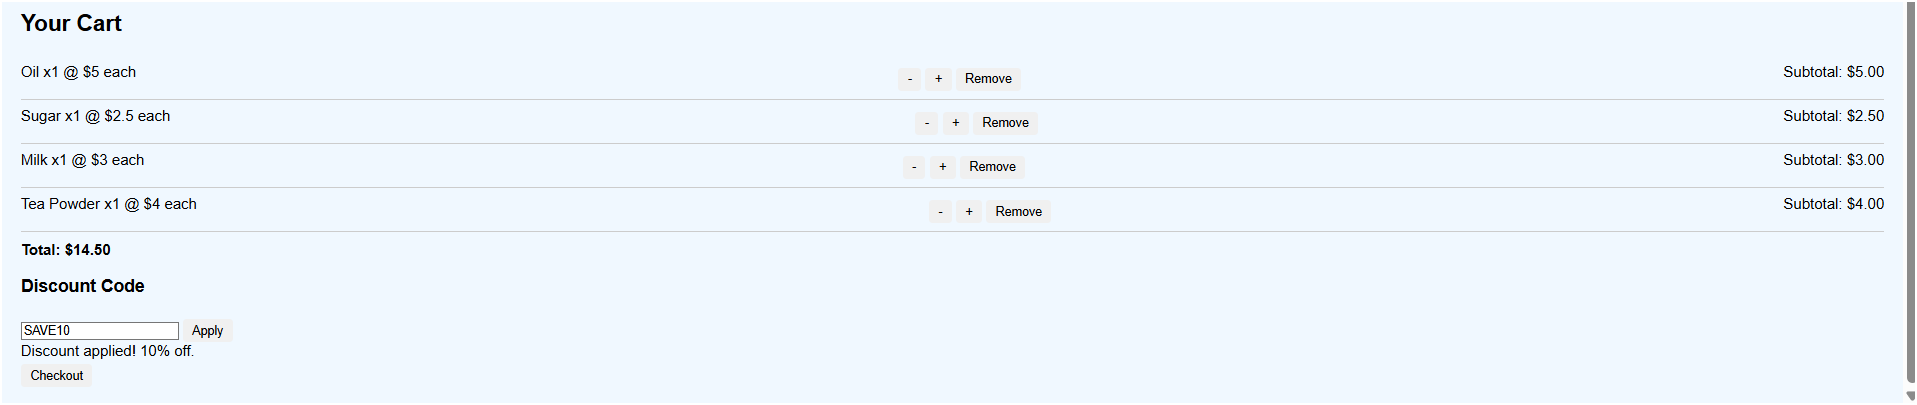 Your Cart
Oil x1 @ $5 each - + Remove Subtotal: $5.00
Sugar x1 @ $2.5 each - + Remove Subtotal: $2.50
Milk x1 @ $3 each - + Remove Subtotal: $3.00
Tea Powder x1 @ $4 each - + Remove Subtotal: $4.00
Total: $14.50
Discount Code
SAVE10 Apply
Discount applied! 10% off.
Checkout